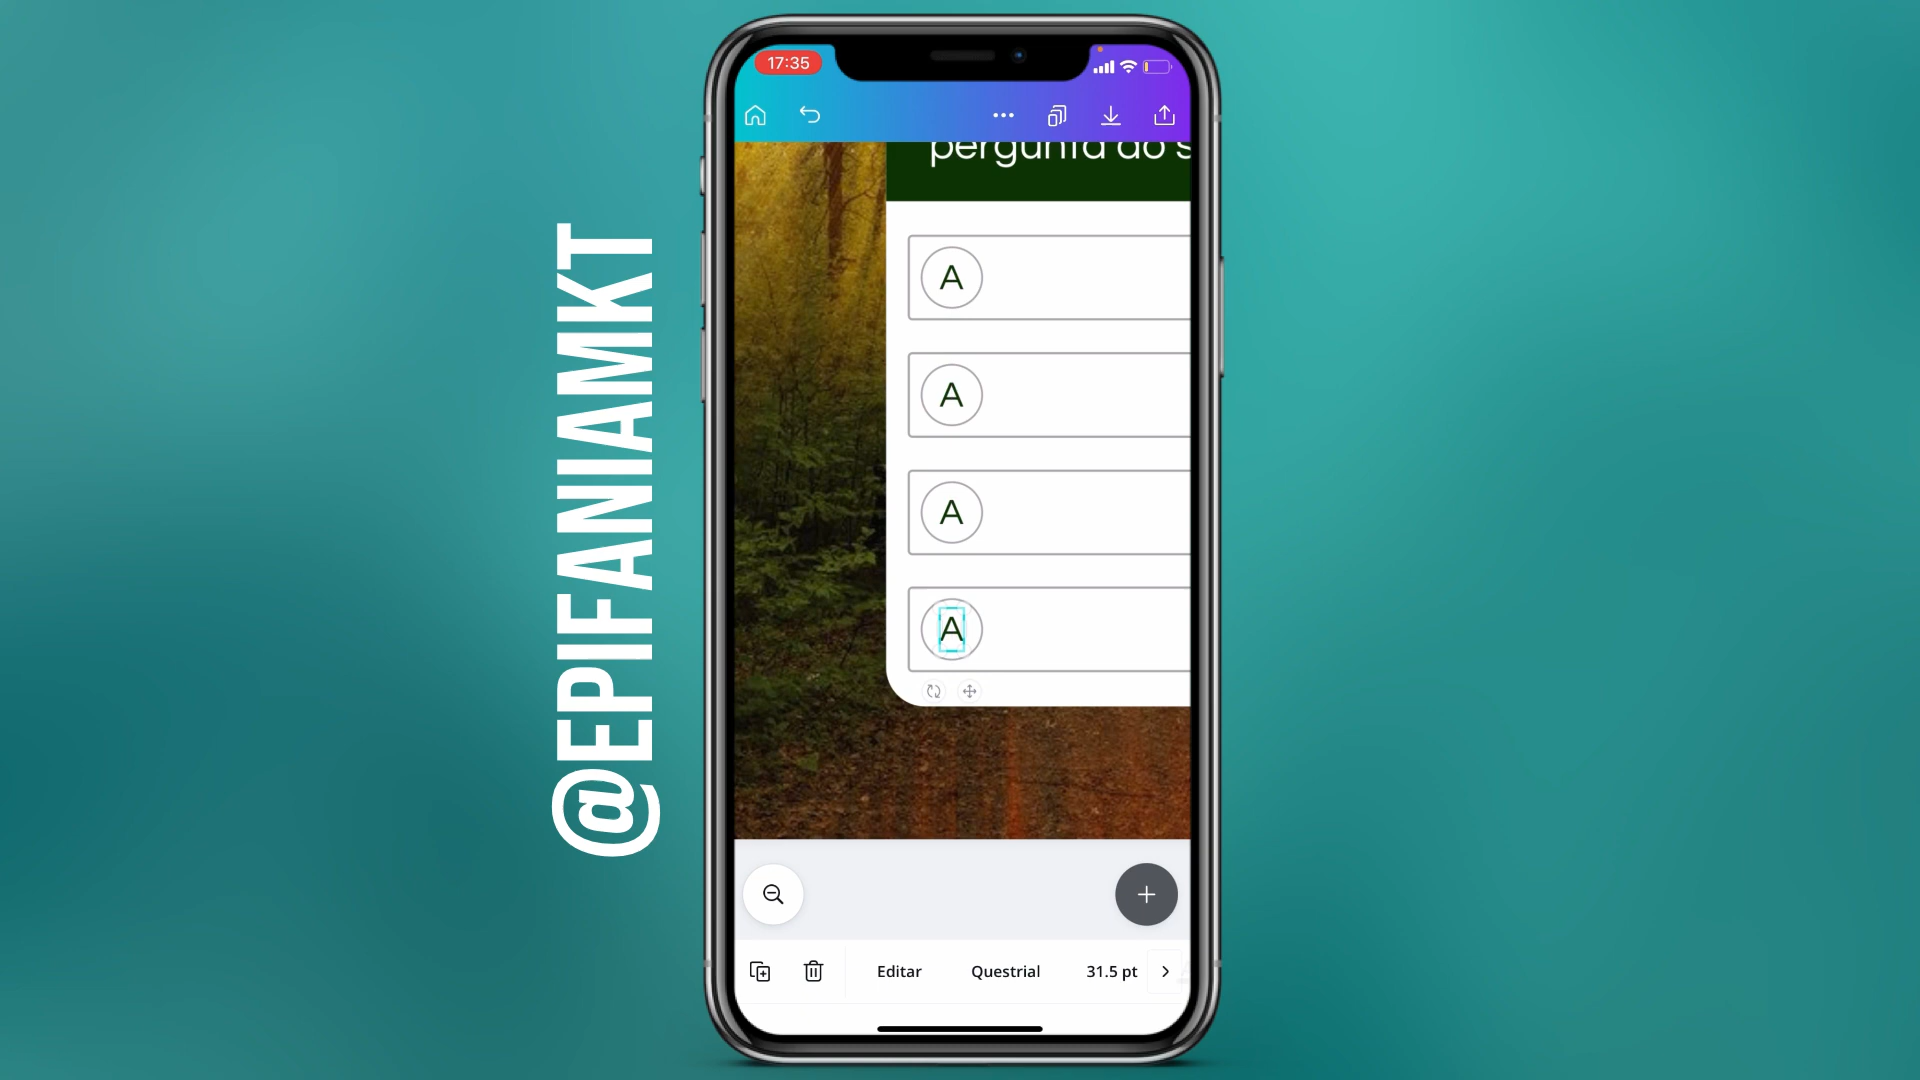 @EPIFANIAMKT
17:35
pergunta do s
A
A
A
A
Editar
Questrial
31.5 pt